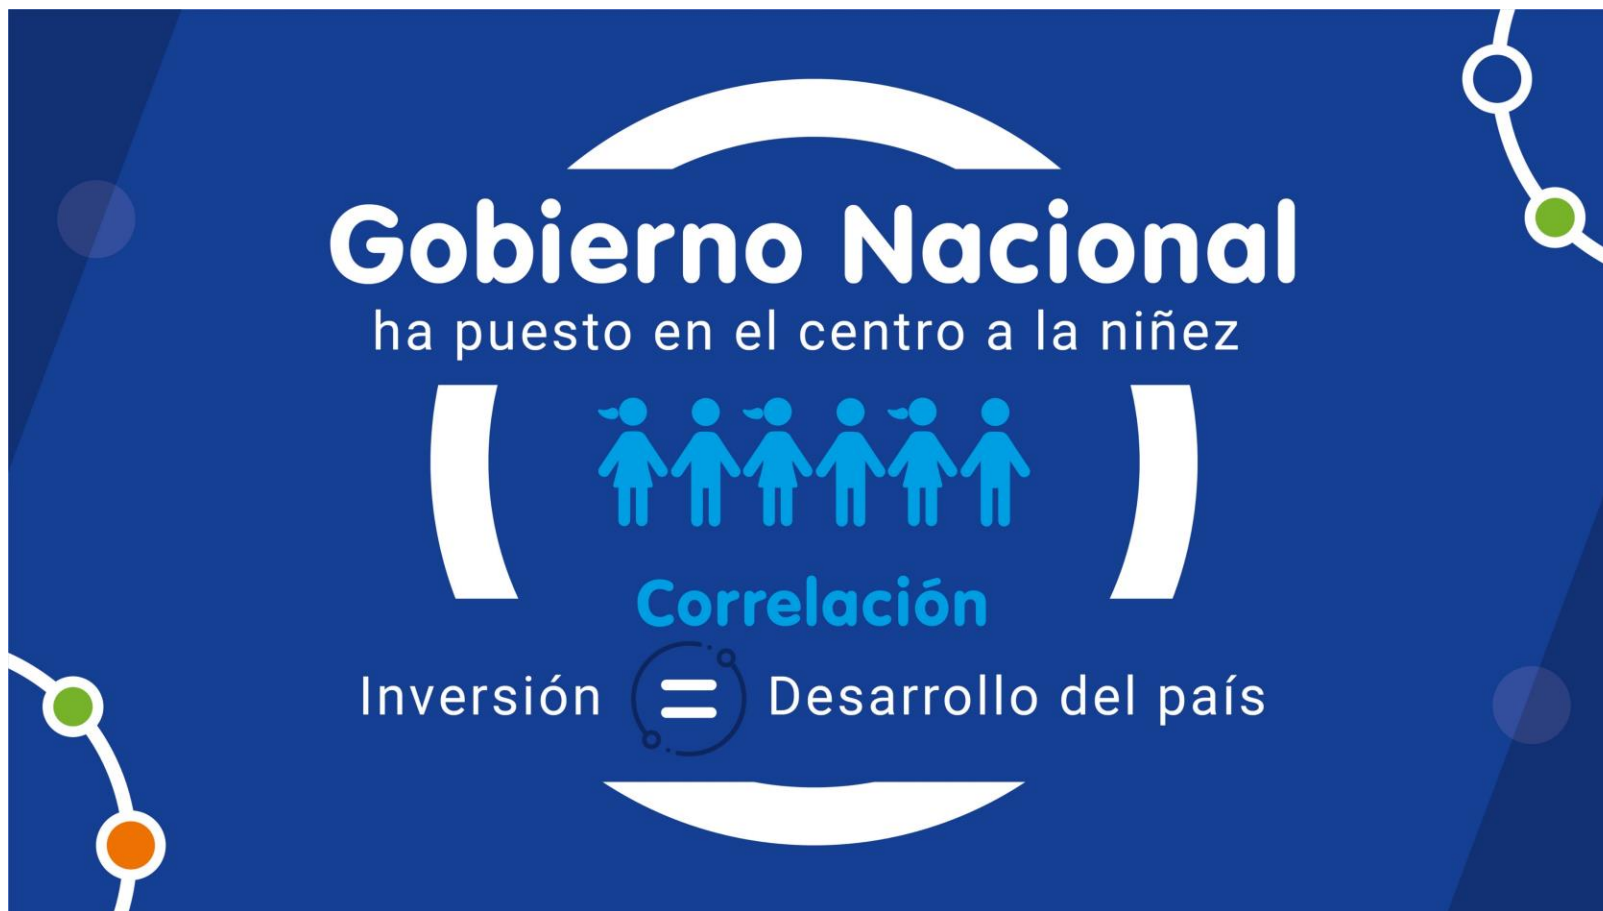 Gobierno Nacional
ha puesto en el centro a la niñez
Correlación
Inversión = Desarrollo del país